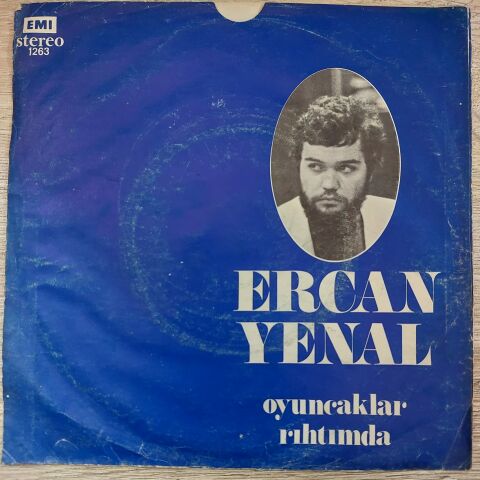 EMI
stereo
1263
ERCAN
YENAL
oyuncaklar
rıhtımda